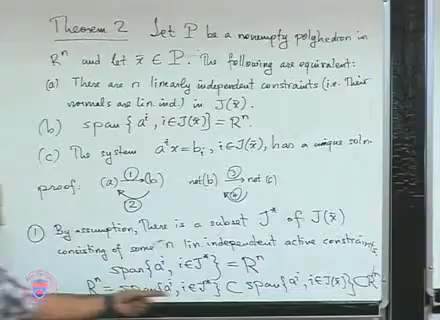 Theorem 2 Let P be a nonempty polyhedron in
Rⁿ and let x̄ ∈ P. The following are equivalent:
(a) There are n linearly independent constraints (i.e. their
normals are lin. ind.) in J(x̄).
(b) span{aⁱ, i∈J(x̄)} = Rⁿ.
(c) The system aⁱx = bᵢ, i∈J(x̄), has a unique soln.
proof: (a) ①→ (b) not(b) ③→ not(c)
② ④
① By assumption, There is a subset J* of J(x̄)
consisting of some n lin independent active constraints
span{aⁱ, i∈J*} = Rⁿ
Rⁿ = span{aⁱ, i∈J*} ⊂ span{aⁱ, i∈J(x̄)} ⊂ Rⁿ